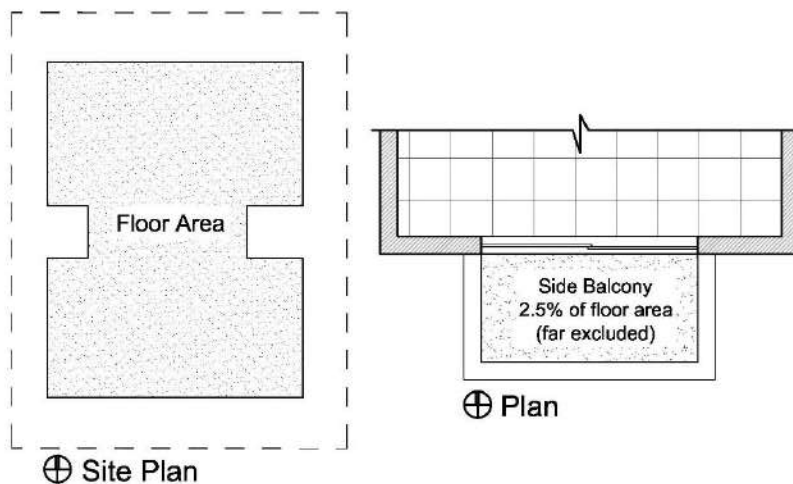 Floor Area
Side Balcony
2.5% of floor area
(far excluded)
Plan
Site Plan